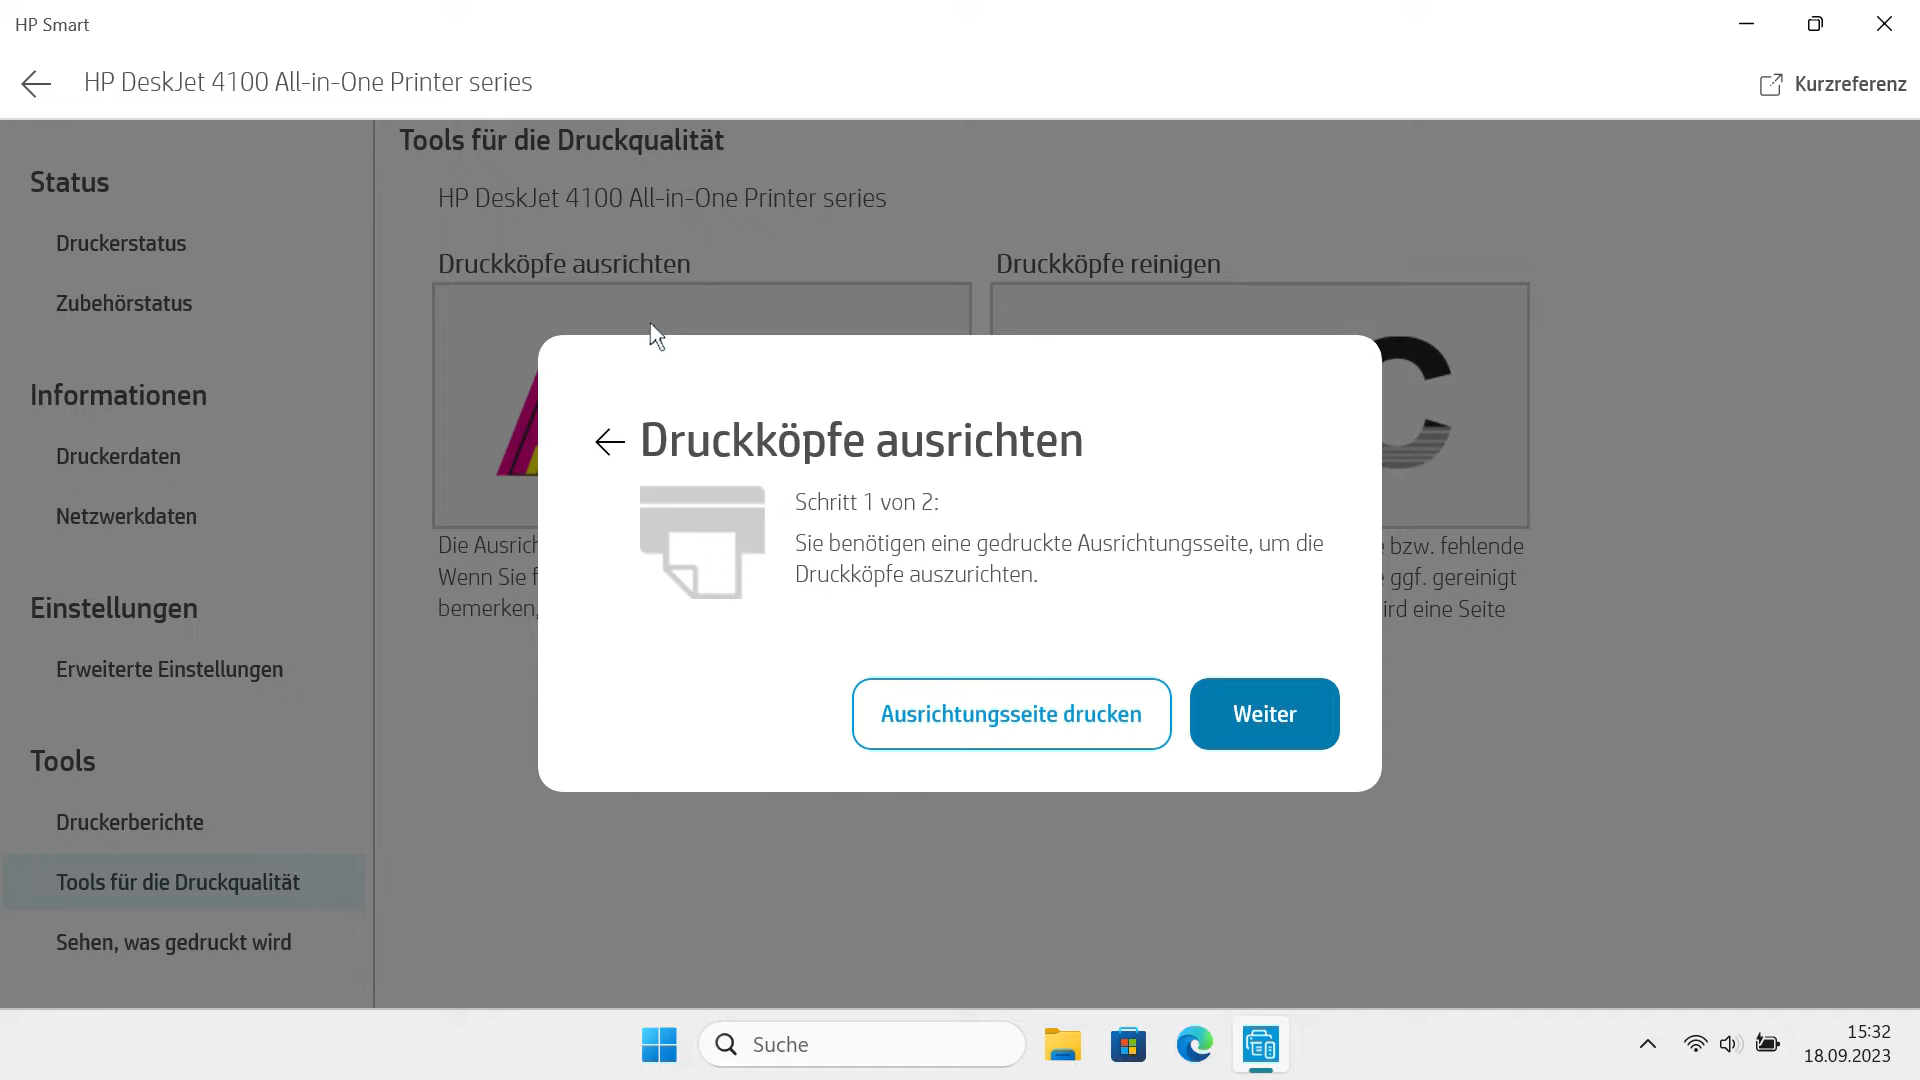 HP Smart
HP DeskJet 4100 All-in-One Printer series
Kurzreferenz
Status
Druckerstatus
Zubehörstatus
Informationen
Druckerdaten
Netzwerkdaten
Einstellungen
Erweiterte Einstellungen
Tools
Druckerberichte
Tools für die Druckqualität
Sehen, was gedruckt wird
Tools für die Druckqualität
HP DeskJet 4100 All-in-One Printer series
Druckköpfe ausrichten
Druckköpfe reinigen
C
Die
Wenn Sie
bemerken,
bzw. fehlende
ggf. gereinigt
eine Seite
Druckköpfe ausrichten
Schritt 1 von 2:
Sie benötigen eine gedruckte Ausrichtungsseite, um die
Druckköpfe auszurichten.
Ausrichtungsseite drucken
Weiter
Suche
15:32
18.09.2023